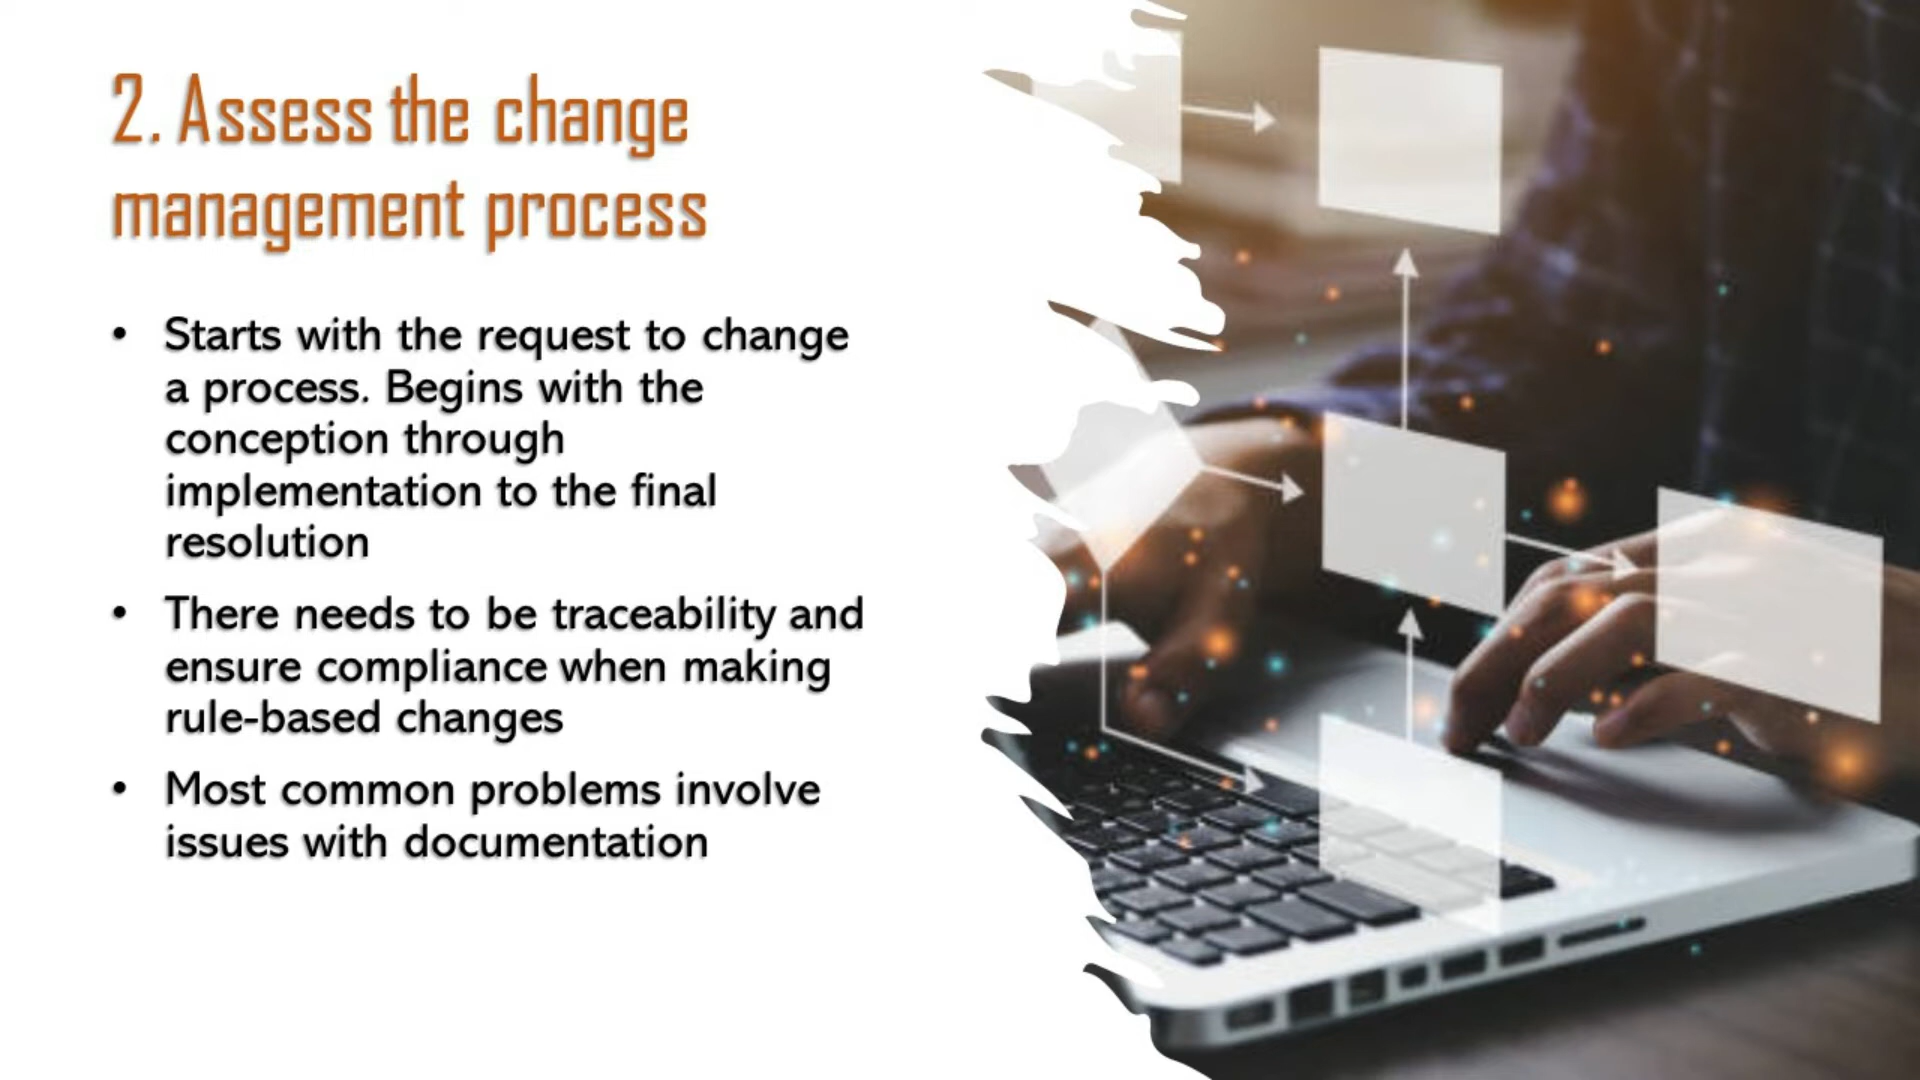 2. Assess the change
management process
• Starts with the request to change
a process. Begins with the
conception through
implementation to the final
resolution
• There needs to be traceability and
ensure compliance when making
rule-based changes
• Most common problems involve
issues with documentation